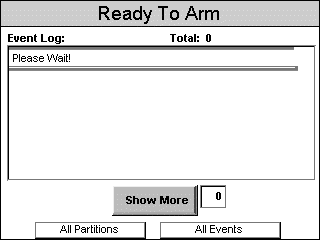 Ready To Arm
Event Log: Total: 0
Please Wait!
Show More 0
All Partitions All Events